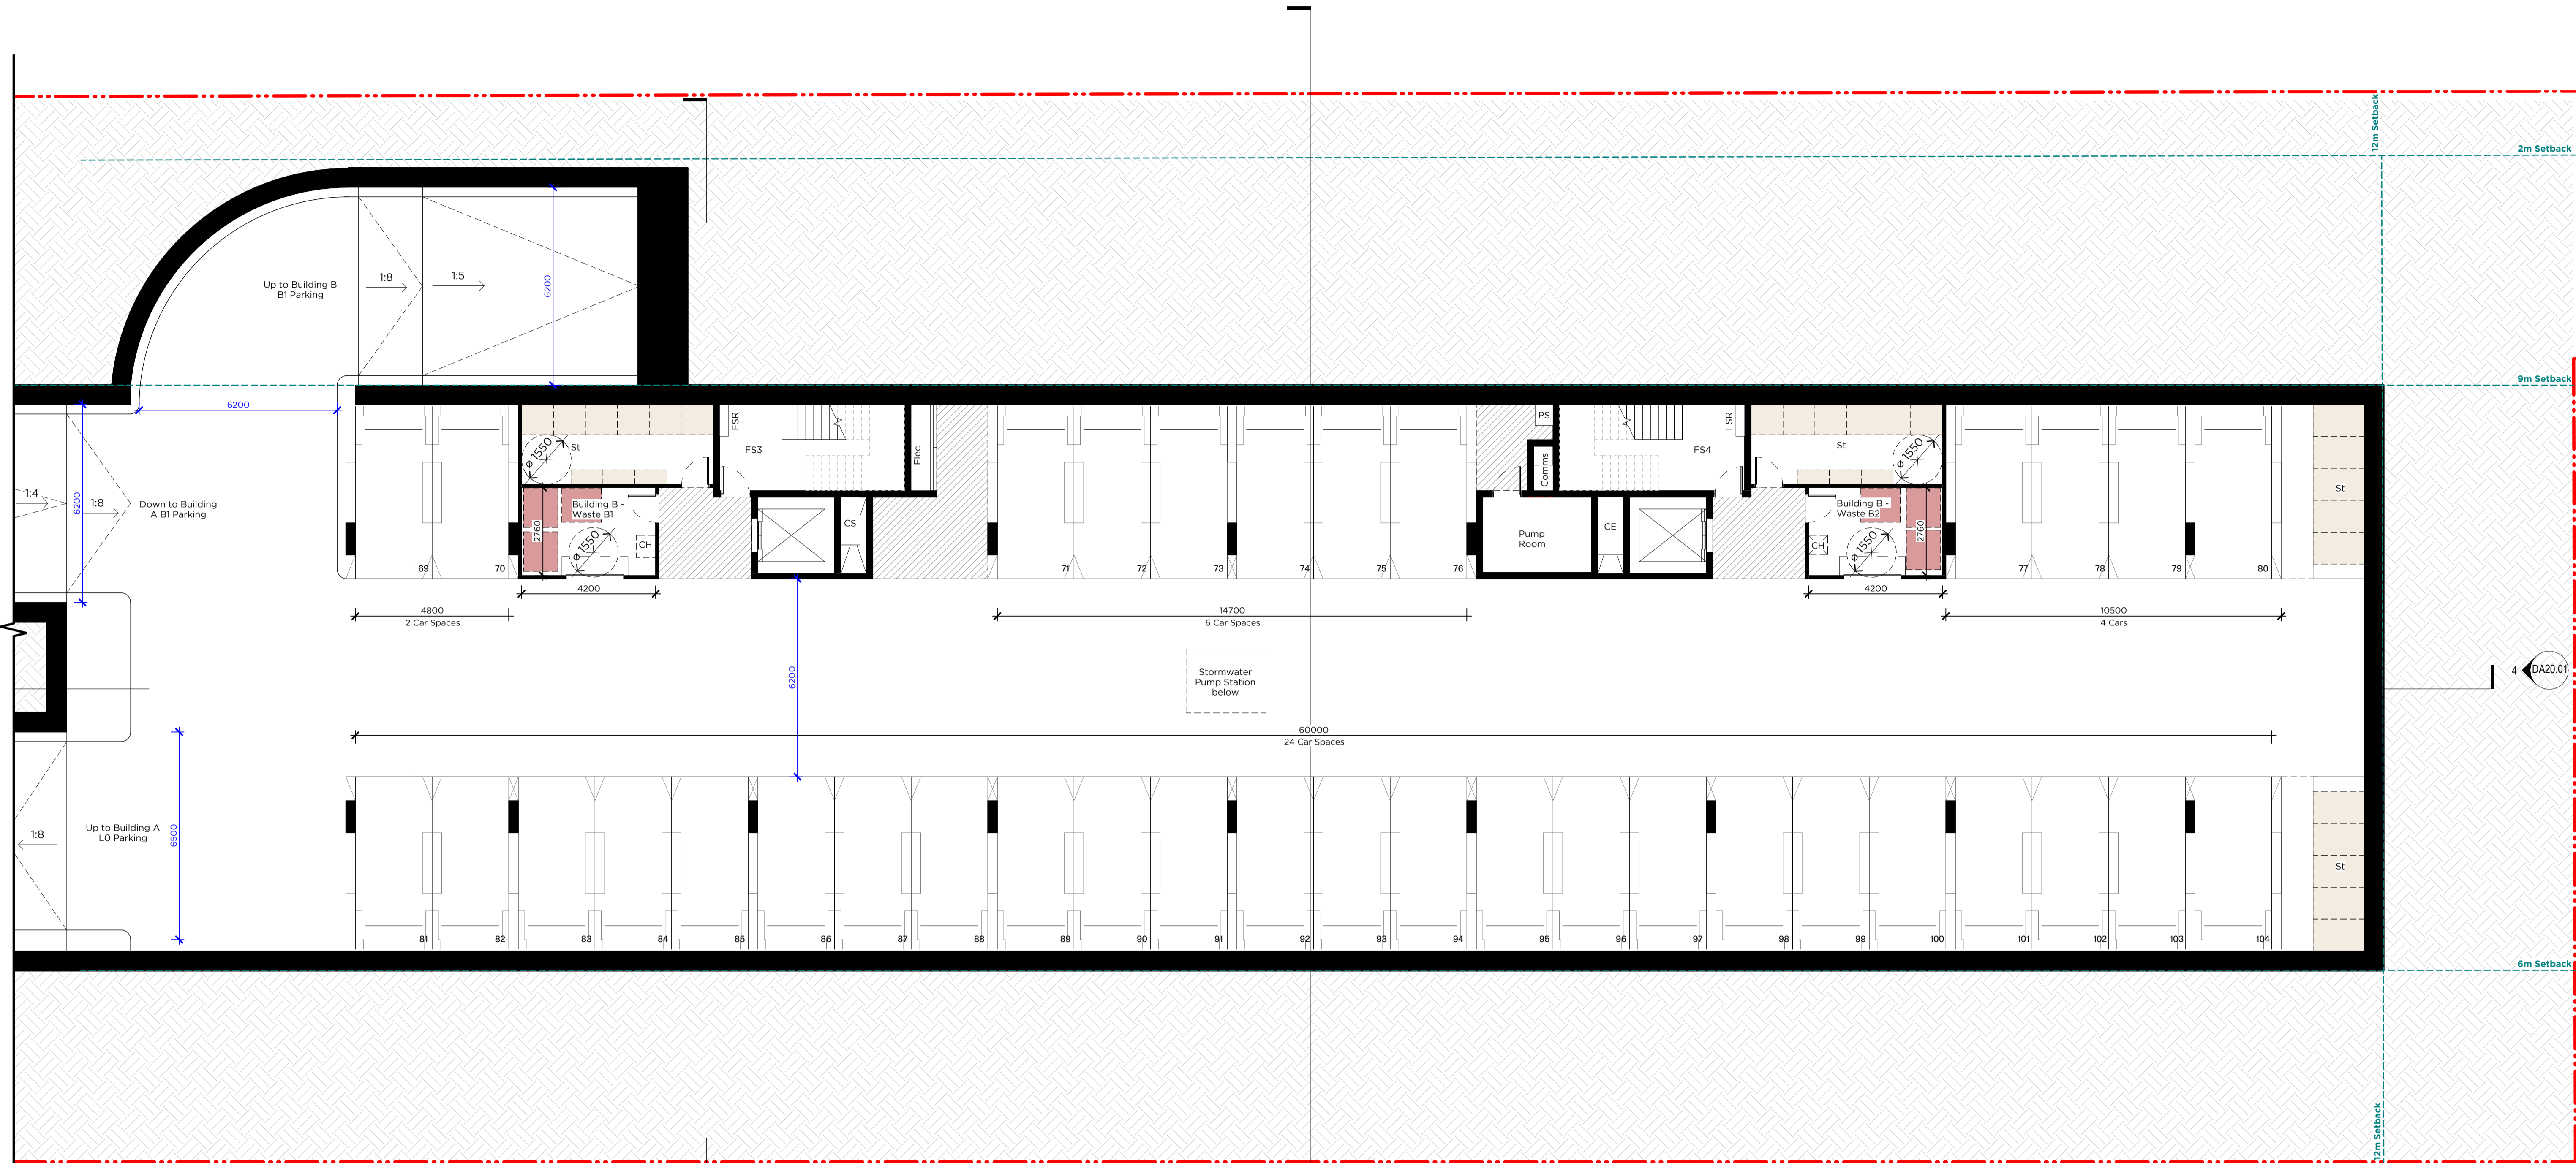 12m Setback
2m Setback
Up to Building B
B1 Parking
1:8
1:5
6200
9m Setback
6200
1:4
1:8
6200
Down to Building
A B1 Parking
ø 1550
St
FSR
FS3
Elec
PS
Comms
FS4
FSR
St
ø 1550
St
2760
Building B -
Waste B1
ø 1550
CH
CS
Pump
Room
CE
CH
Building B -
Waste B2
ø 1550
2760
69
70
71
72
73
74
75
76
77
78
79
80
4200
4200
4800
2 Car Spaces
14700
6 Car Spaces
10500
4 Cars
6200
Stormwater
Pump Station
below
4
DA20.01
60000
24 Car Spaces
1:8
Up to Building A
L0 Parking
6500
St
81
82
83
84
85
86
87
88
89
90
91
92
93
94
95
96
97
98
99
100
101
102
103
104
6m Setback
12m Setback